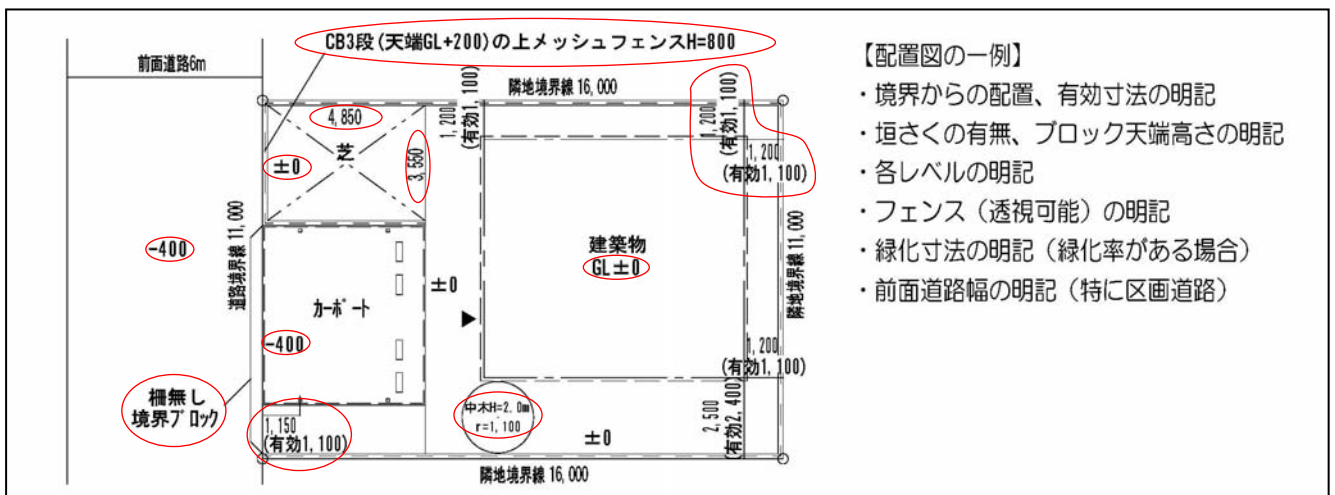 CB3段(天端GL+200)の上メッシュフェンスH=800
前面道路6m
隣地境界線 16,000
4,850
芝
±0
3,550
1,200
(有効1,100)
1,200
(有効1,100)
1,200
(有効1,100)
道路境界線 11,000
-400
建築物
GL±0
±0
隣地境界線 11,000
カーポート
-400
1,200
(有効1,100)
柵無し
境界ブロック
1,150
(有効1,100)
中木H=2.0m
r=1,100
±0
2,500
(有効2,400)
隣地境界線 16,000
【配置図の一例】
・境界からの配置、有効寸法の明記
・垣さくの有無、ブロック天端高さの明記
・各レベルの明記
・フェンス(透視可能)の明記
・緑化寸法の明記(緑化率がある場合)
・前面道路幅の明記(特に区画道路)